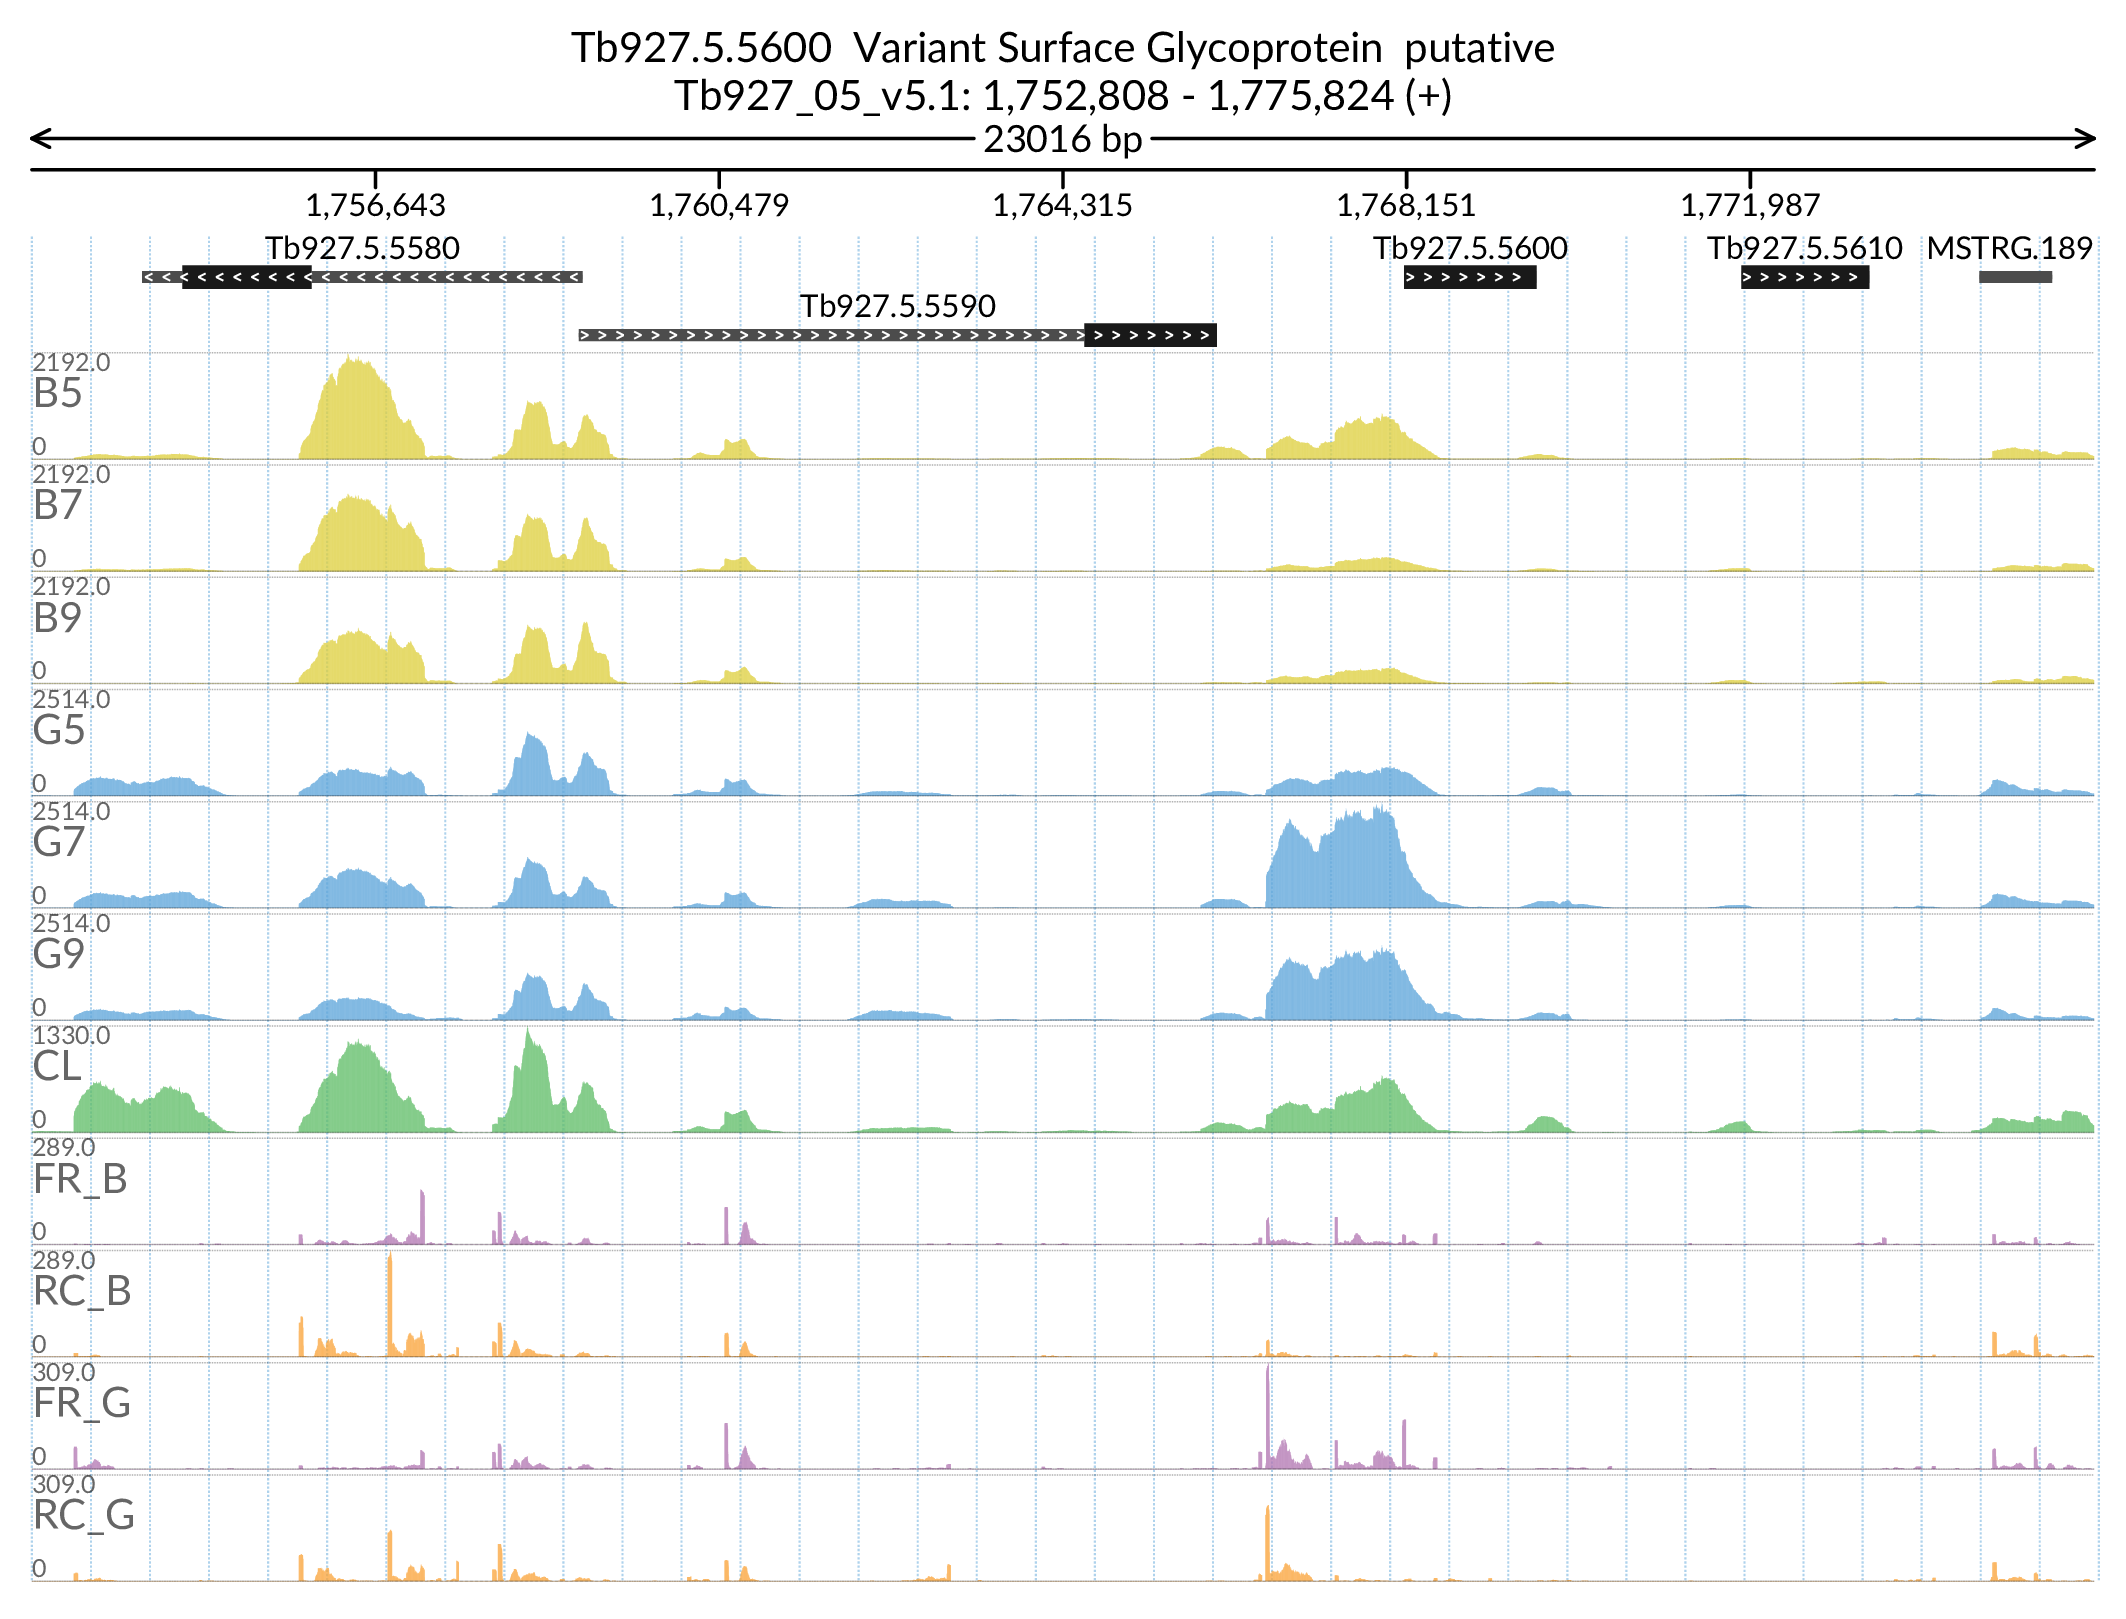 Tb927.5.5600  Variant Surface Glycoprotein  putative
Tb927_05_v5.1: 1,752,808 - 1,775,824 (+)
23016 bp
1,756,643 1,760,479 1,764,315 1,768,151 1,771,987
Tb927.5.5580 Tb927.5.5600 Tb927.5.5610 MSTRG.189
Tb927.5.5590
2192.0
B5
0
2192.0
B7
0
2192.0
B9
0
2514.0
G5
0
2514.0
G7
0
2514.0
G9
0
1330.0
CL
0
289.0
FR_B
0
289.0
RC_B
0
309.0
FR_G
0
309.0
RC_G
0